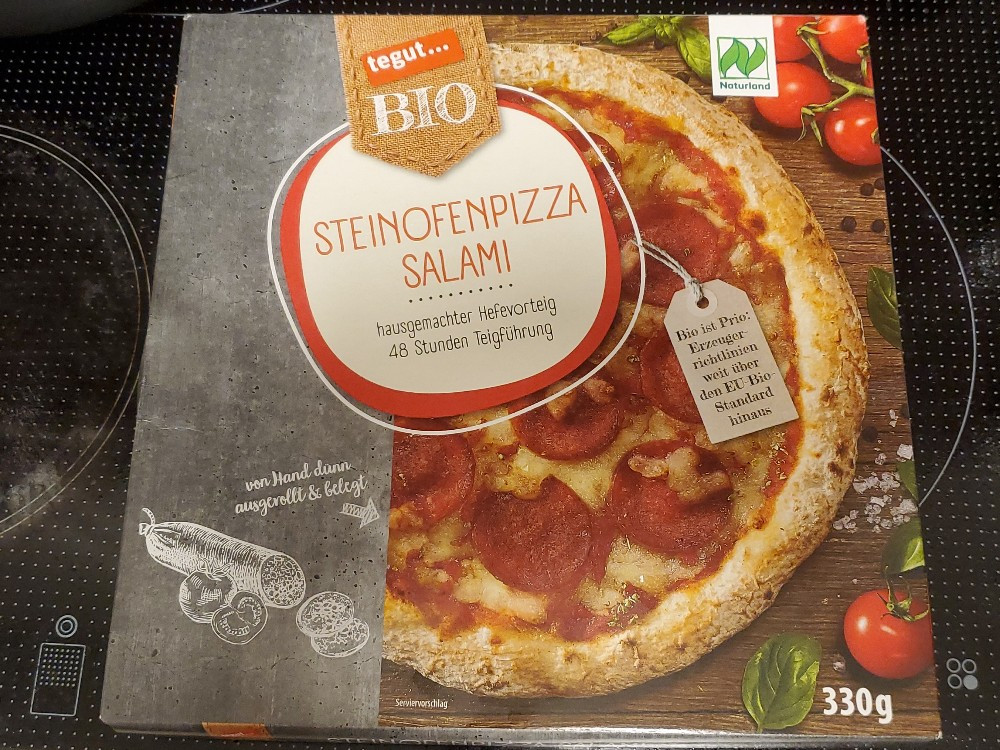 tegut...
BIO
Naturland
STEINOFENPIZZA
SALAMI
hausgemachter Hefevorteig
48 Stunden Teigführung
Bio ist Prio:
Erzeuger-
richtlinien
weit über
den EU-Bio-
Standard
hinaus
von Hand dünn
ausgerollt & belegt
Serviervorschlag
330g